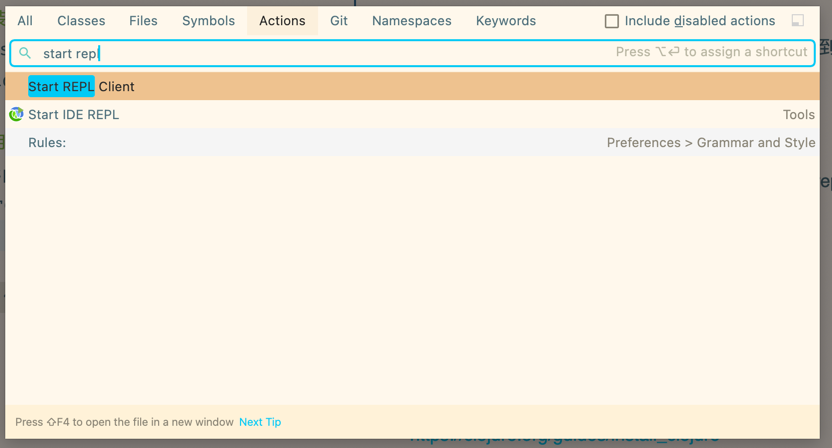 All Classes Files Symbols Actions Git Namespaces Keywords Include disabled actions
start repl Press ⌥⏎ to assign a shortcut
Start REPL Client
Start IDE REPL Tools
Rules: Preferences > Grammar and Style
Press ⇧F4 to open the file in a new window Next Tip